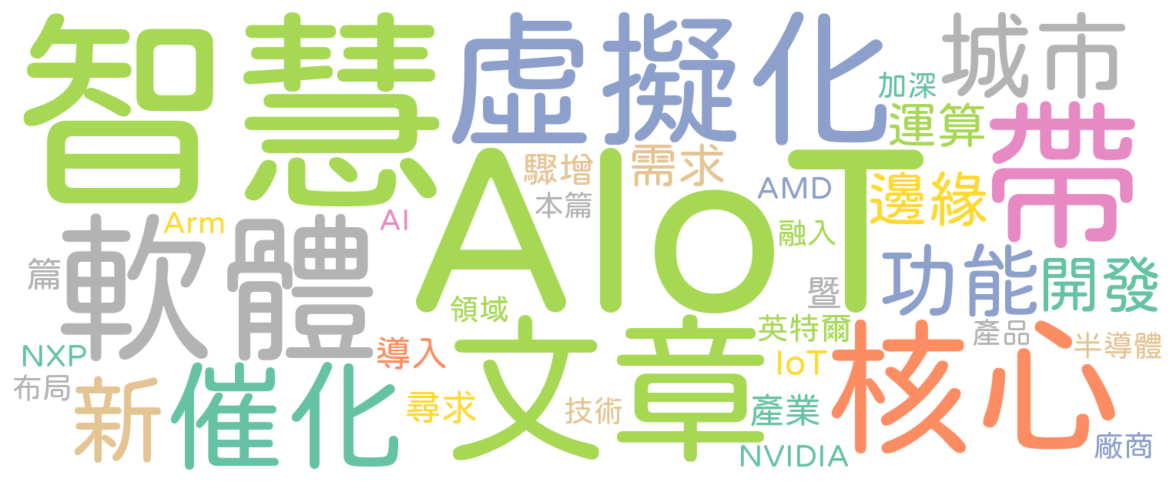 智慧
虛擬化
城市
加深
運算
帶
驟增
需求
AMD
邊緣
本篇
Arm
AI
AIoT
融入
軟體
篇
功能
開發
暨
領域
英特爾
產品
半導體
NXP
導入
文章
IoT
核心
布局
新
催化
尋求
技術
產業
NVIDIA
廠商